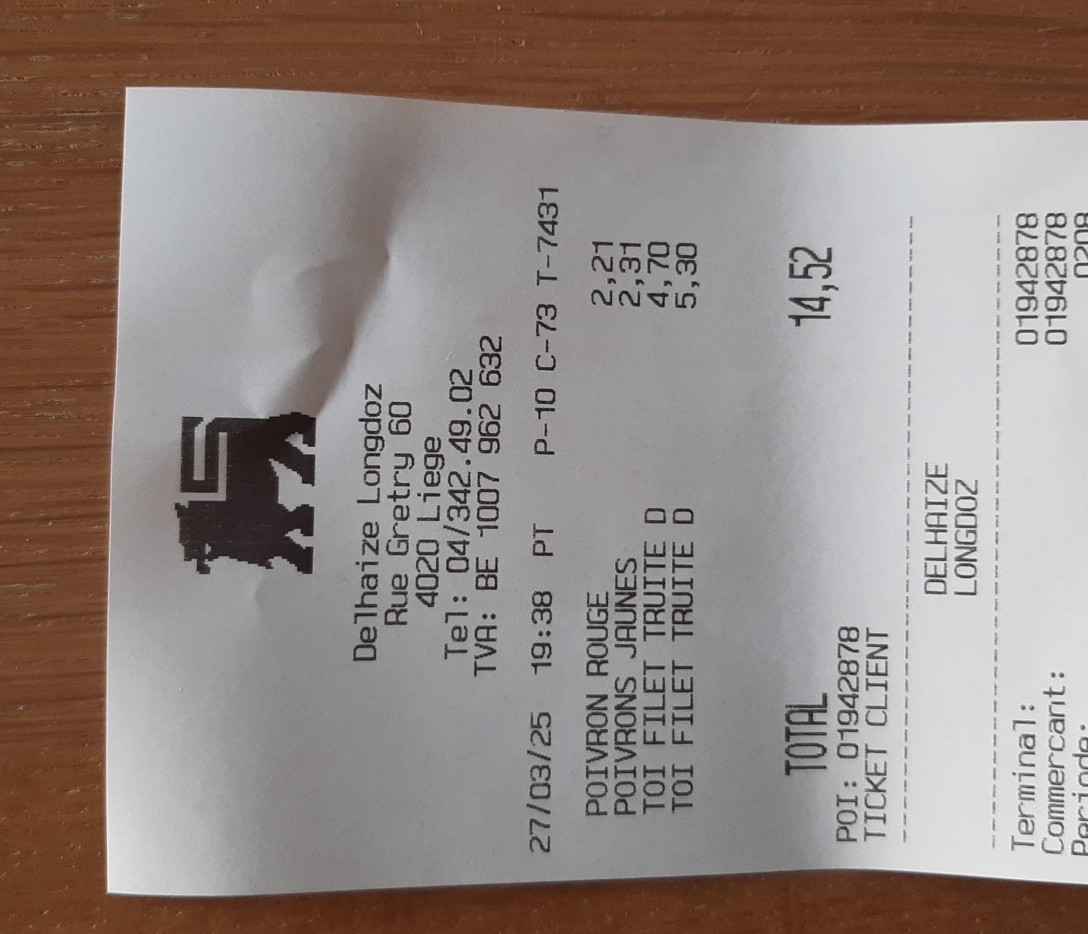 Delhaize Longdoz
Rue Gretry 60
4020 Liege
Tel: 04/342.49.02
TVA: BE 1007 962 632
27/03/25 19:38 PT P-10 C-73 T-7431
POIVRON ROUGE 2,21
POIVRONS JAUNES 2,31
TOI FILET TRUITE D 4,70
TOI FILET TRUITE D 5,30
TOTAL 14,52
POI: 01942878
TICKET CLIENT
--------------------------------
DELHAIZE
LONGDOZ
--------------------------------
Terminal: 01942878
Commercant: 01942878
Periode: 0208